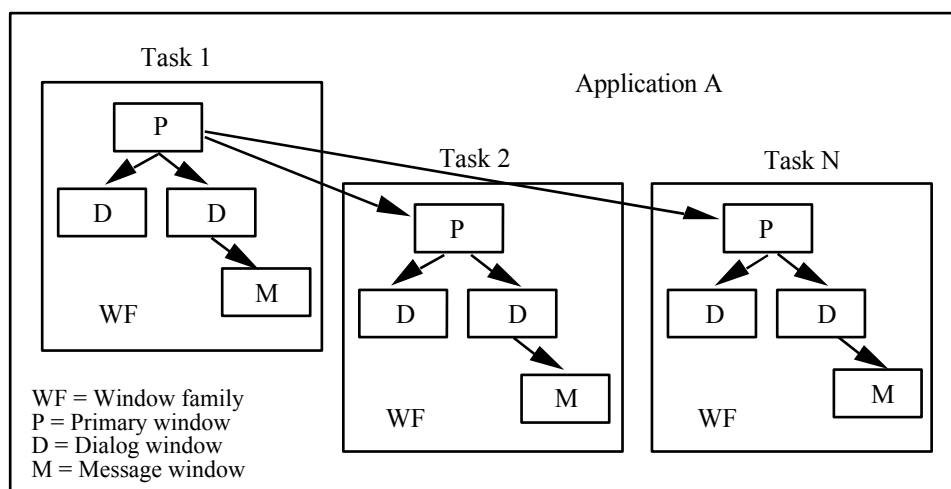 Task 1
Application A
P
D D
M
WF
Task 2
P
D D
M
WF
Task N
P
D D
M
WF
WF = Window family
P = Primary window
D = Dialog window
M = Message window